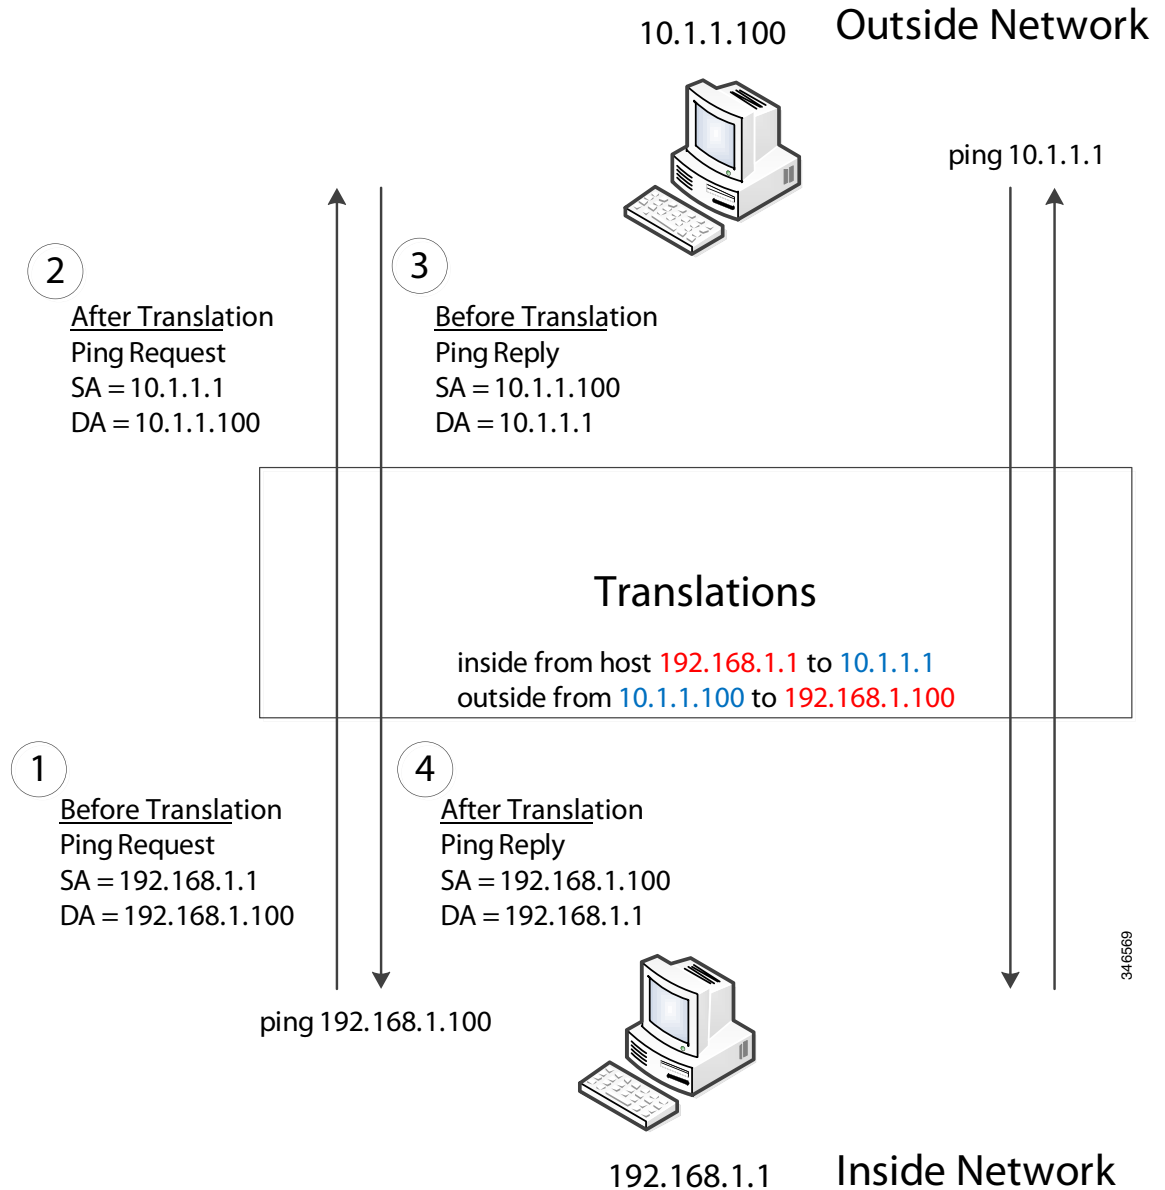 10.1.1.100
Outside Network
ping 10.1.1.1
2
After Translation
Ping Request
SA = 10.1.1.1
DA = 10.1.1.100
3
Before Translation
Ping Reply
SA = 10.1.1.100
DA = 10.1.1.1
Translations
inside from host 192.168.1.1 to 10.1.1.1
outside from 10.1.1.100 to 192.168.1.100
1
Before Translation
Ping Request
SA = 192.168.1.1
DA = 192.168.1.100
4
After Translation
Ping Reply
SA = 192.168.1.100
DA = 192.168.1.1
346569
ping 192.168.1.100
192.168.1.1
Inside Network